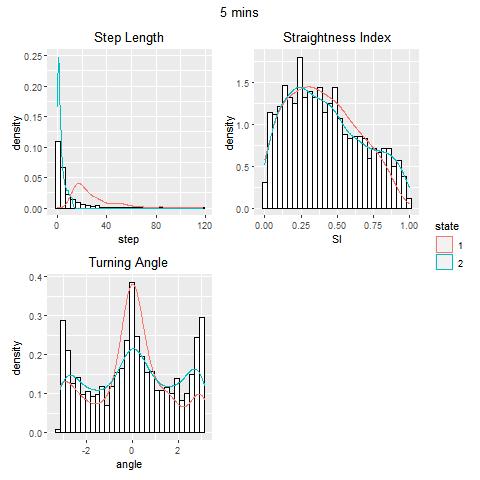 5 mins
Step Length
Straightness Index
density
0.25
0.20
0.15
0.10
0.05
0.00
0
40
80
120
step
density
1.5
1.0
0.5
0.0
0.00
0.25
0.50
0.75
1.00
SI
state
1
2
Turning Angle
density
0.4
0.3
0.2
0.1
0.0
-2
0
2
angle